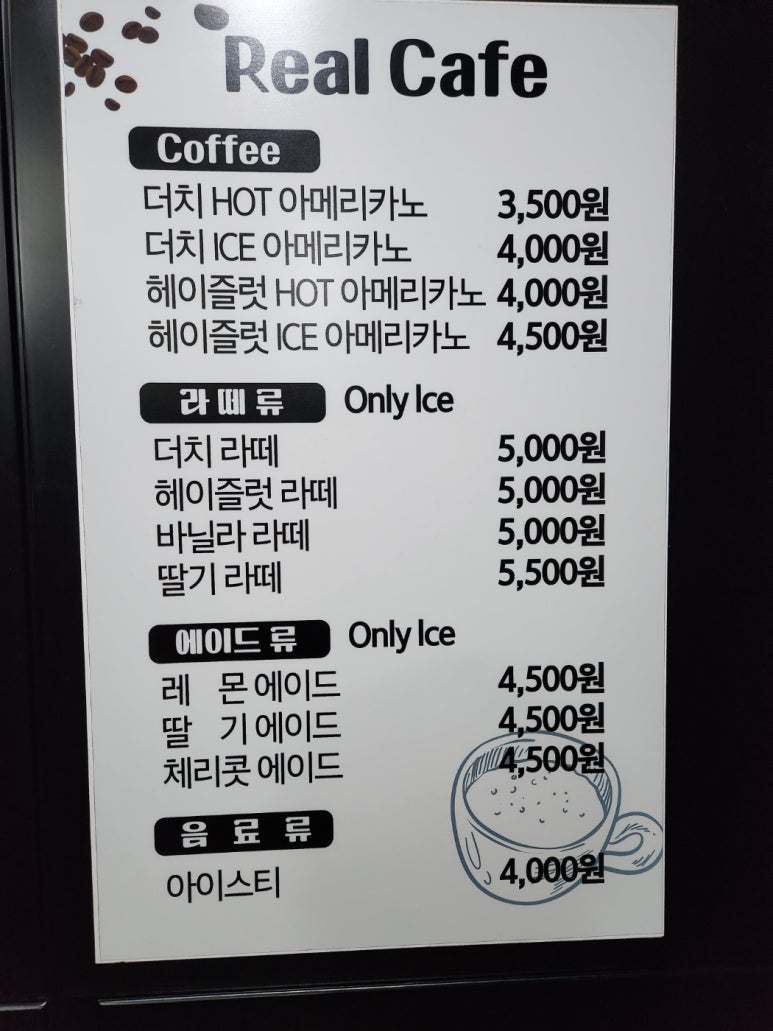 Real Cafe
Coffee
더치 HOT 아메리카노 3,500원
더치 ICE 아메리카노 4,000원
헤이즐럿 HOT 아메리카노 4,000원
헤이즐럿 ICE 아메리카노 4,500원
라떼류 Only Ice
더치 라떼 5,000원
헤이즐럿 라떼 5,000원
바닐라 라떼 5,000원
딸기 라떼 5,500원
에이드류 Only Ice
레 몬 에이드 4,500원
딸 기 에이드 4,500원
체리콧 에이드 4,500원
음료류
아이스티 4,000원